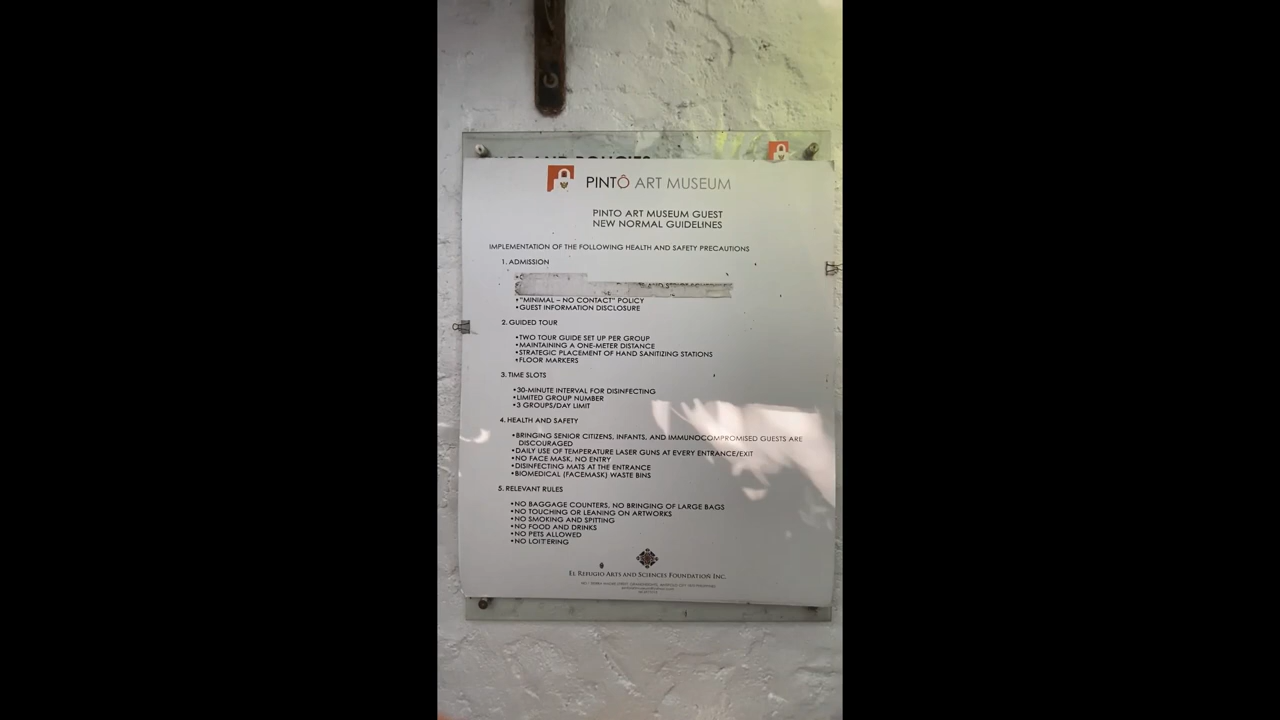 AND POLICIES
PINTÔ ART MUSEUM
PINTO ART MUSEUM GUEST
NEW NORMAL GUIDELINES
IMPLEMENTATION OF THE FOLLOWING HEALTH AND SAFETY PRECAUTIONS
1. ADMISSION
•"MINIMAL – NO CONTACT" POLICY
•GUEST INFORMATION DISCLOSURE
2. GUIDED TOUR
•TWO TOUR GUIDE SET UP PER GROUP
•MAINTAINING A ONE-METER DISTANCE
•STRATEGIC PLACEMENT OF HAND SANITIZING STATIONS
•FLOOR MARKERS
3. TIME SLOTS
•30-MINUTE INTERVAL FOR DISINFECTING
•LIMITED GROUP NUMBER
•3 GROUPS/DAY LIMIT
4. HEALTH AND SAFETY
•BRINGING SENIOR CITIZENS, INFANTS, AND IMMUNOCOMPROMISED GUESTS ARE
DISCOURAGED
•DAILY USE OF TEMPERATURE LASER GUNS AT EVERY ENTRANCE/EXIT
•NO FACE MASK, NO ENTRY
•DISINFECTING MATS AT THE ENTRANCE
•BIOMEDICAL (FACEMASK) WASTE BINS
5. RELEVANT RULES
•NO BAGGAGE COUNTERS, NO BRINGING OF LARGE BAGS
•NO TOUCHING OR LEANING ON ARTWORKS
•NO SMOKING AND SPITTING
•NO FOOD AND DRINKS
•NO PETS ALLOWED
•NO LOITERING
EL REFUGIO ARTS AND SCIENCES FOUNDATION INC.